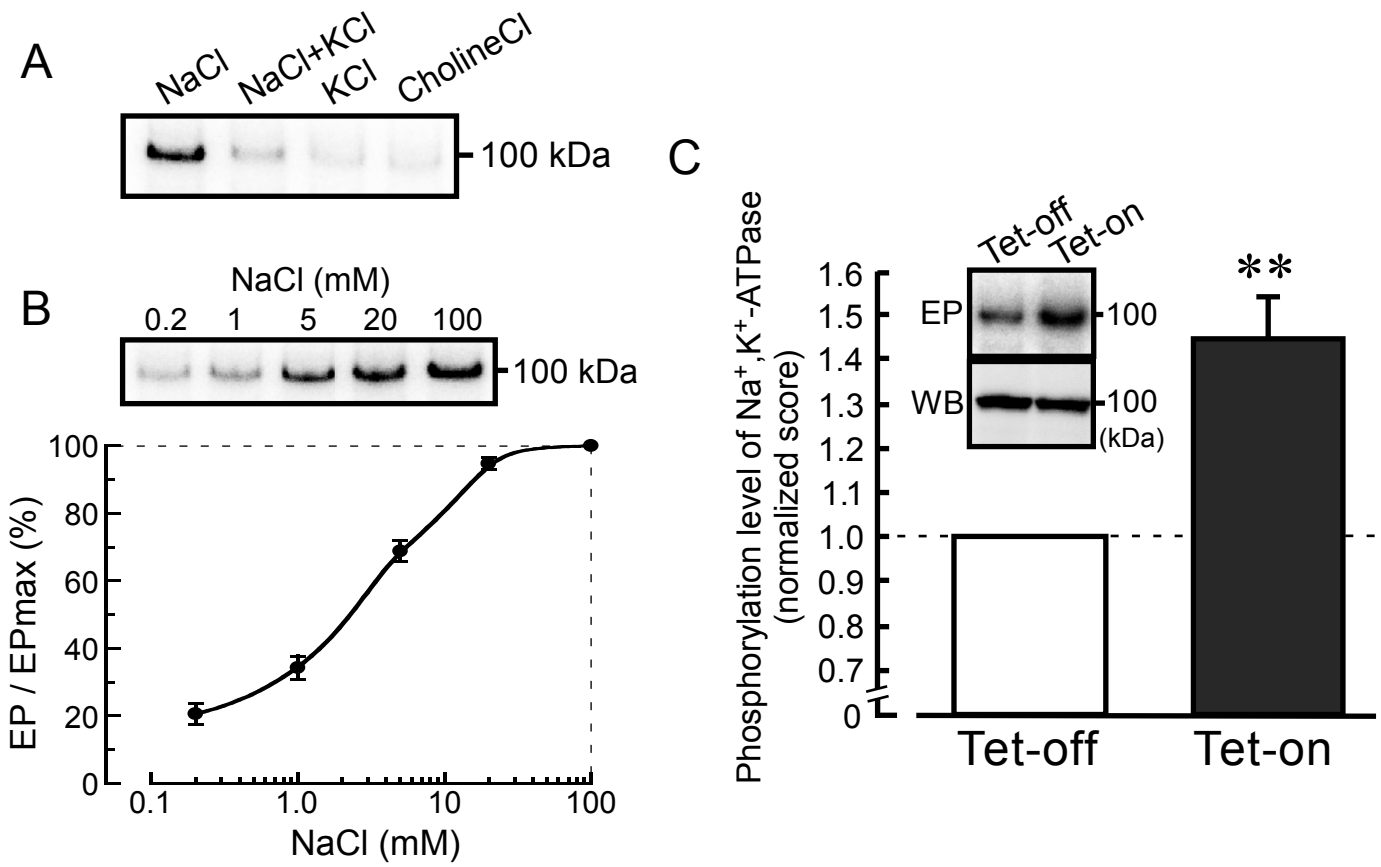 A
NaCl
NaCl+KCl
KCl
CholineCl
100 kDa
B
NaCl (mM)
0.2 1 5 20 100
100 kDa
EP / EPmax (%)
100
80
60
40
20
0
0.1 1.0 10 100
NaCl (mM)
C
Phosphorylation level of Na⁺,K⁺-ATPase
(normalized score)
1.6
1.5
1.4
1.3
1.2
1.1
1.0
0.9
0.8
0.7
0
Tet-off
Tet-on
EP
100
WB
100
(kDa)
**
Tet-off Tet-on